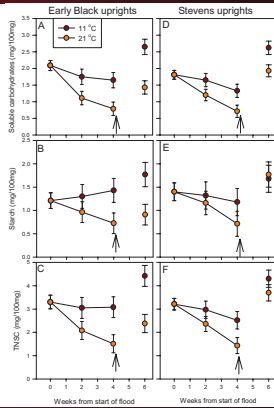 Early Black uprights
Stevens uprights
Soluble carbohydrates (mg/100mg)
3.5
3.0
2.5
2.0
1.5
1.0
0.5
0.0
A
11 °C
21 °C
D
Starch (mg/100mg)
2.5
2.0
1.5
1.0
0.5
0.0
B
E
TNSC (mg/100mg)
5
4
3
2
1
0
C
F
0 1 2 3 4 5 6
0 1 2 3 4 5 6
Weeks from start of flood
Weeks from start of flood